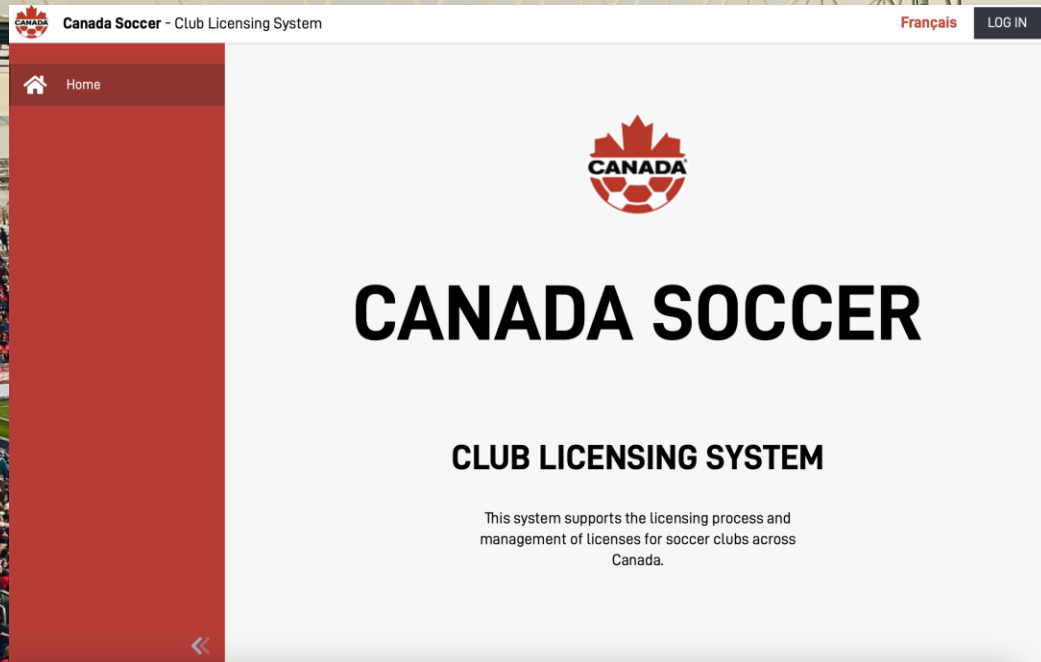 CANADA
Canada Soccer - Club Licensing System
Français
LOG IN
Home
CANADA
CANADA SOCCER
CLUB LICENSING SYSTEM
This system supports the licensing process and
management of licenses for soccer clubs across
Canada.